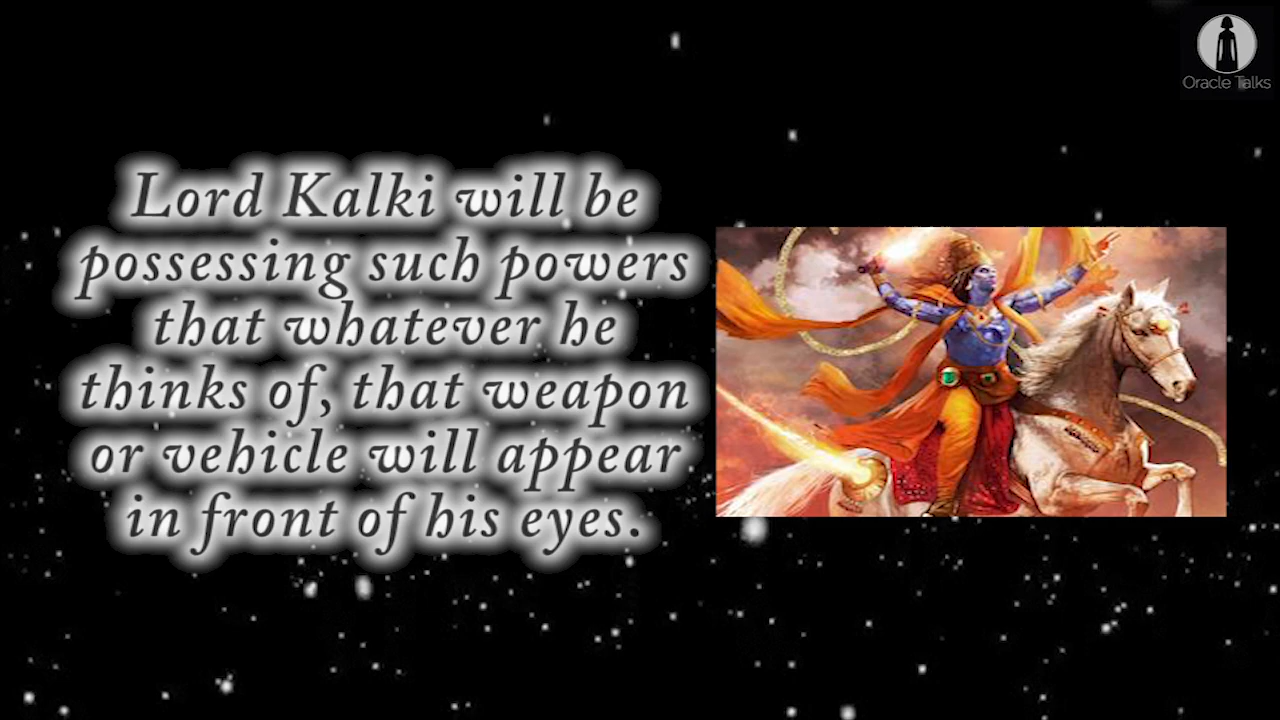 Oracle Talks
Lord Kalki will be
possessing such powers
that whatever he
thinks of, that weapon
or vehicle will appear
in front of his eyes.